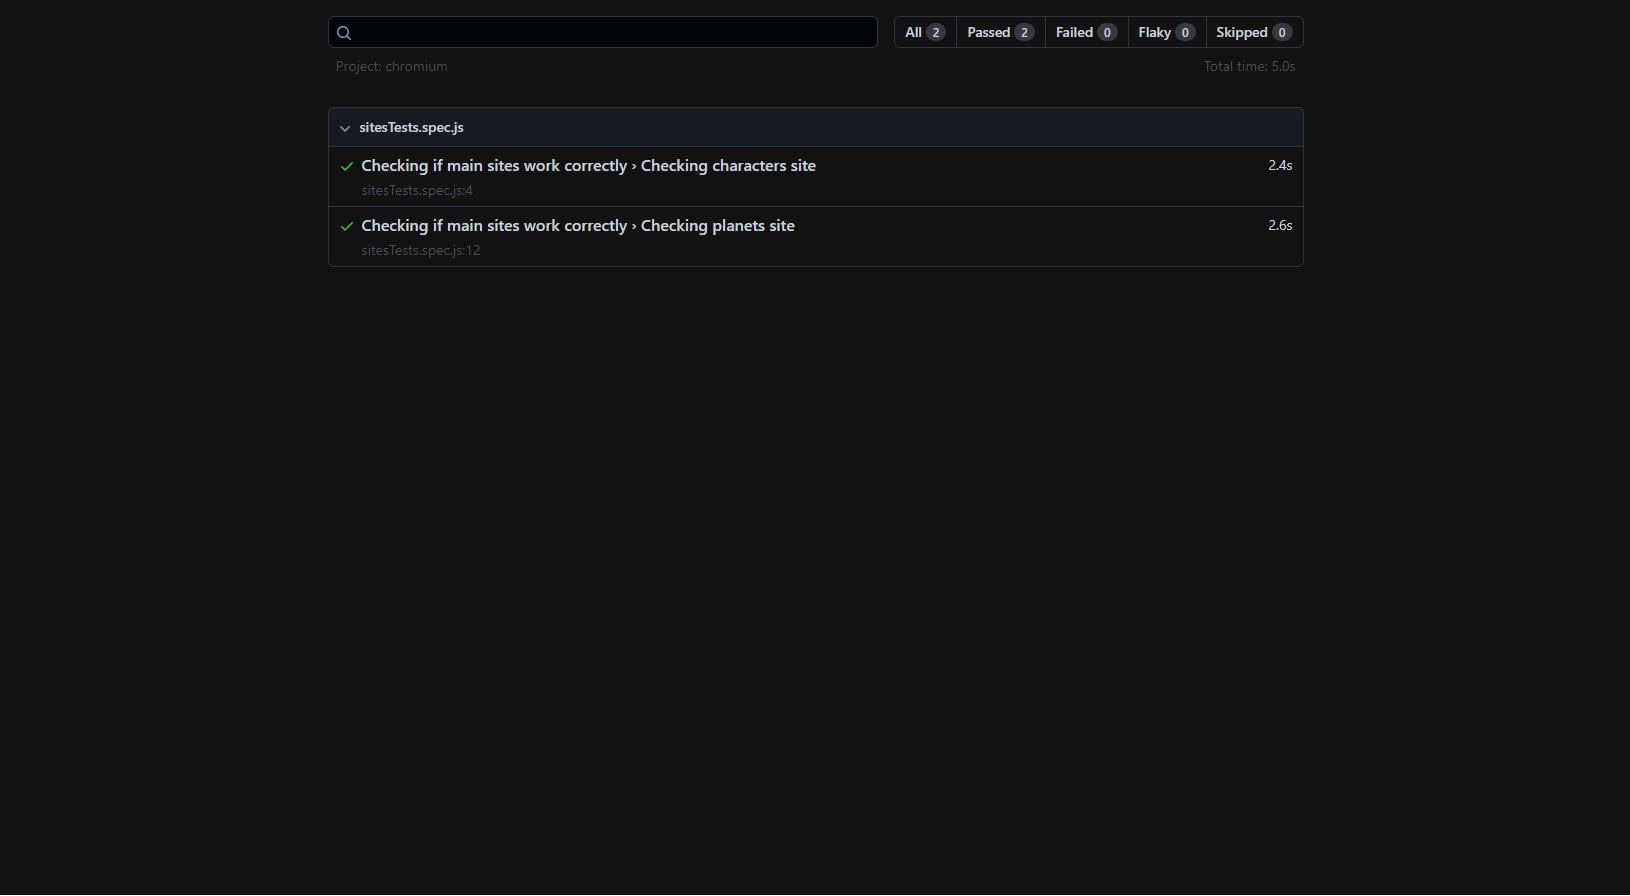 All 2 Passed 2 Failed 0 Flaky 0 Skipped 0
Project: chromium Total time: 5.0s
sitesTests.spec.js
Checking if main sites work correctly › Checking characters site 2.4s
sitesTests.spec.js:4
Checking if main sites work correctly › Checking planets site 2.6s
sitesTests.spec.js:12